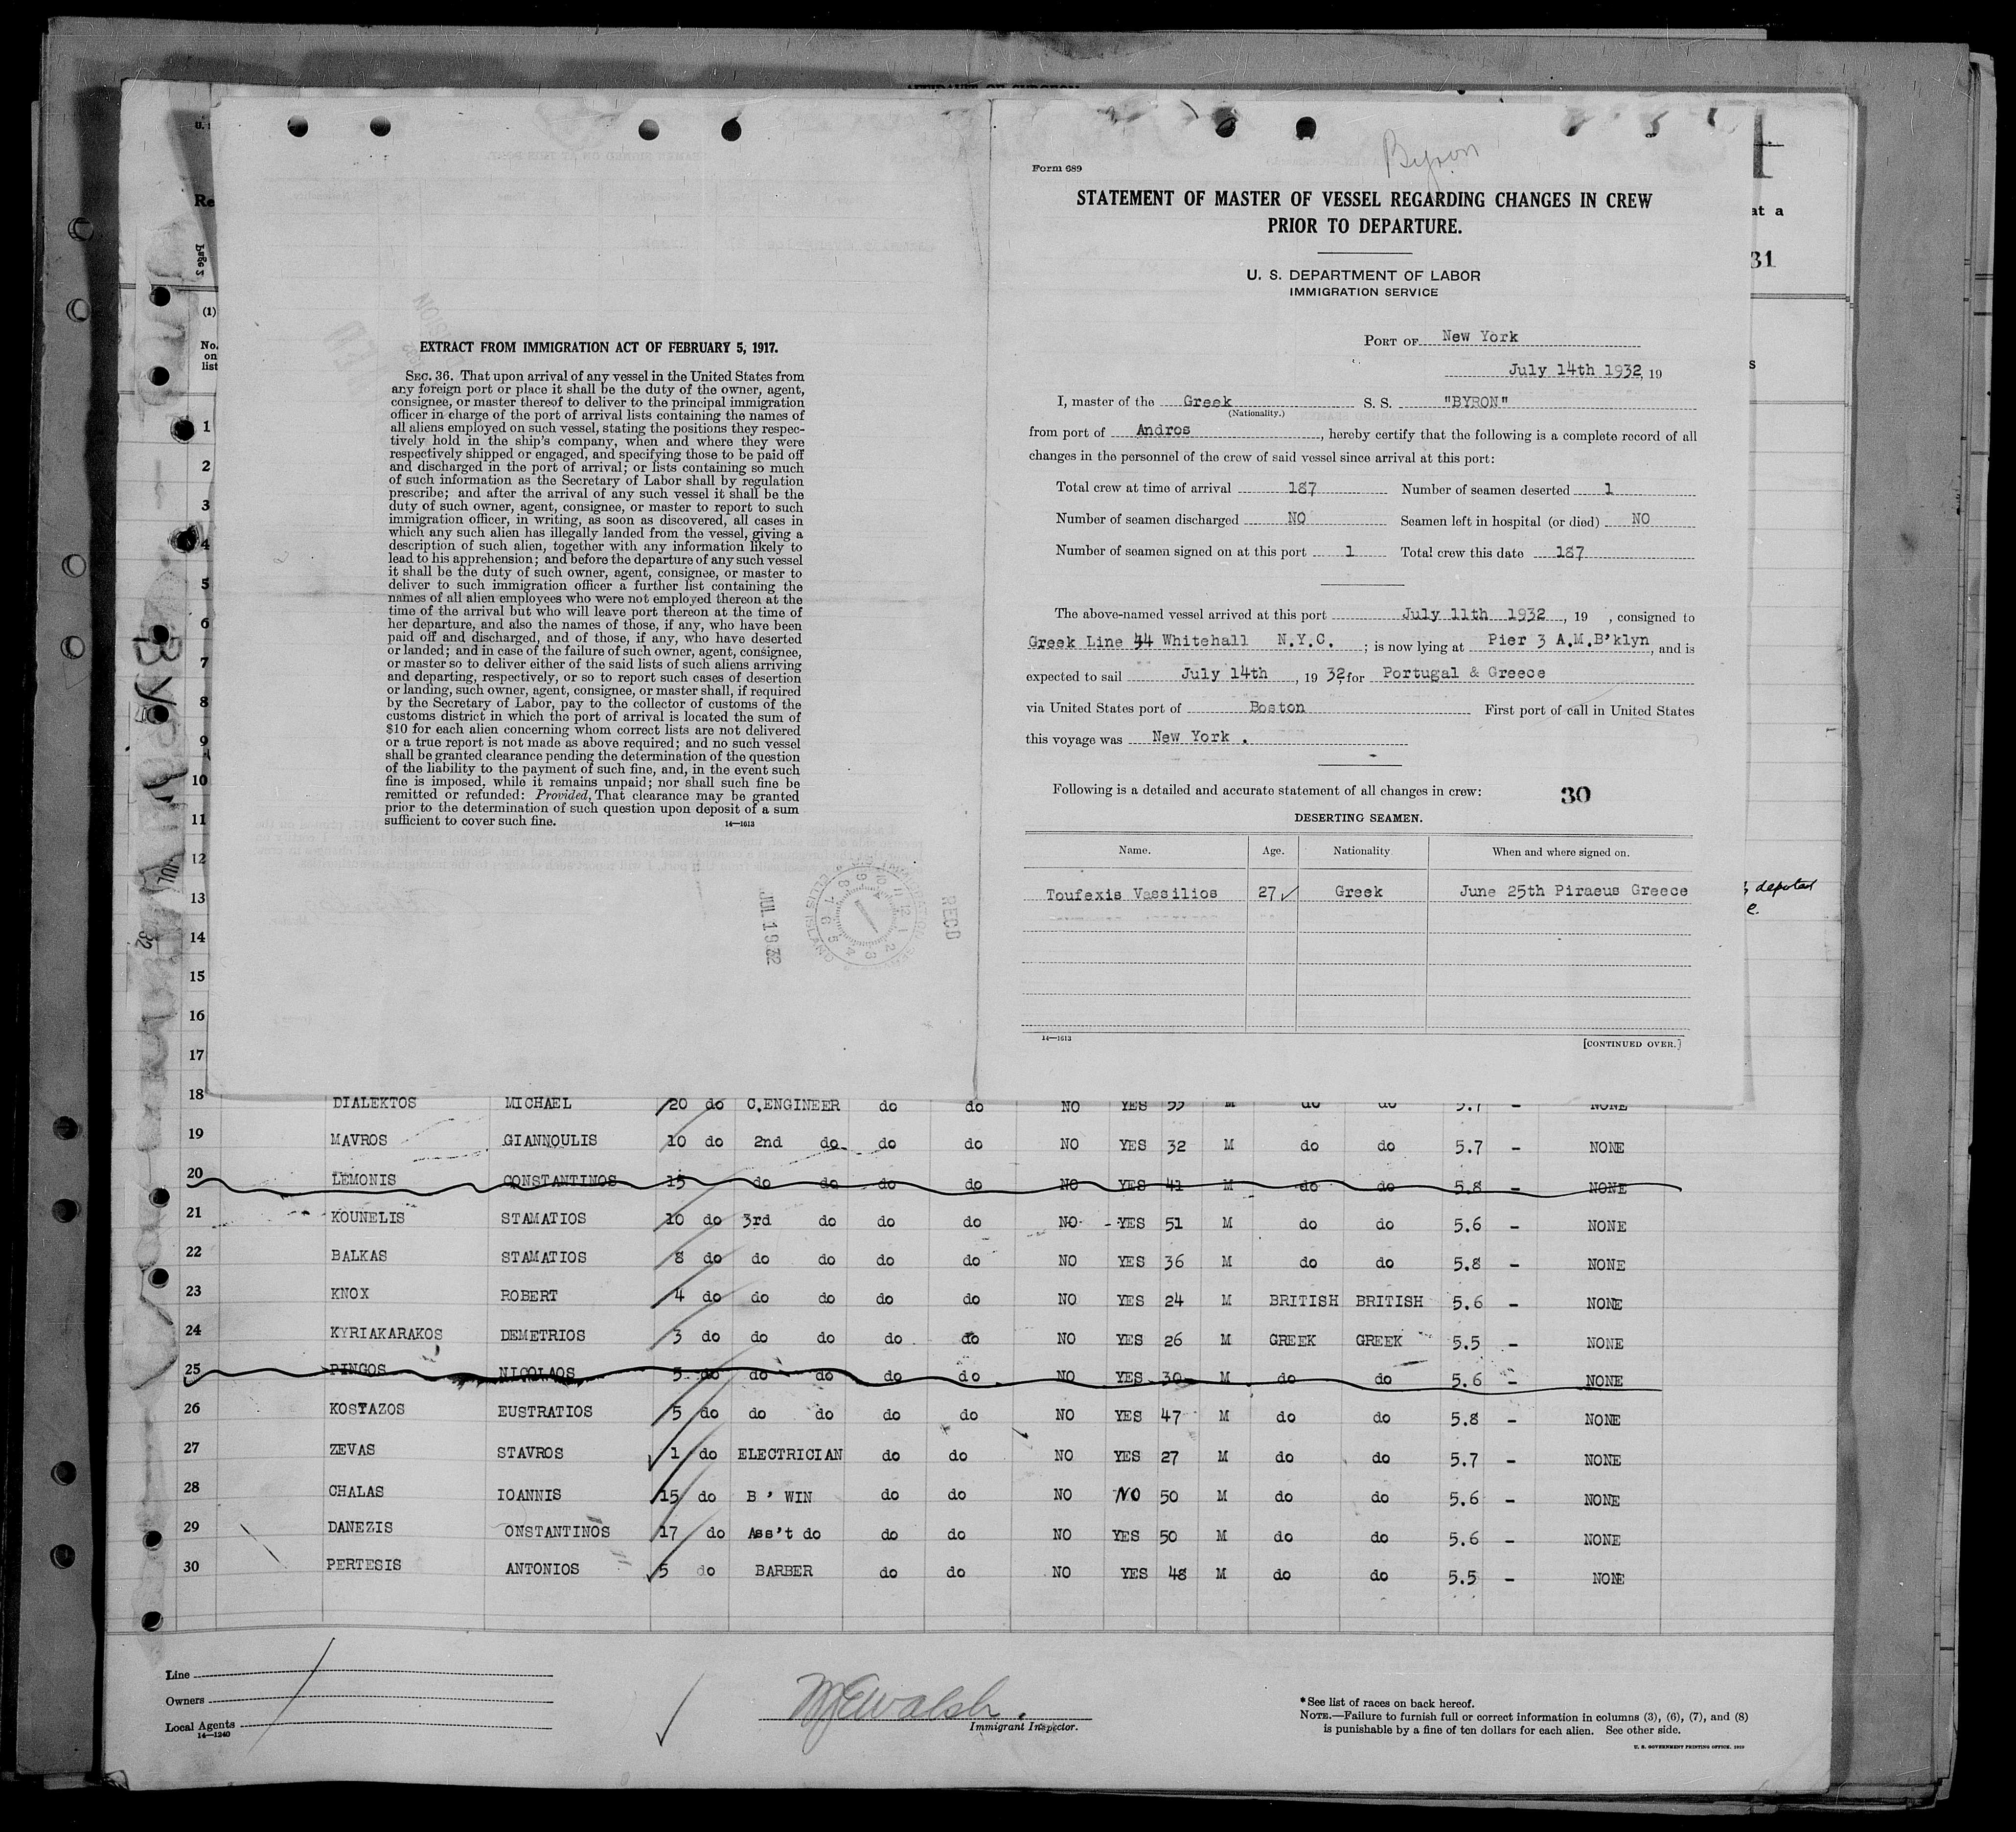 EXTRACT FROM IMMIGRATION ACT OF FEBRUARY 5, 1917.
SEC. 36. That upon arrival of any vessel in the United States from
any foreign port or place it shall be the duty of the owner, agent,
consignee, or master thereof to deliver to the principal immigration
officer in charge of the port of arrival lists containing the names of
all aliens employed on such vessel, stating the positions they respec-
tively hold in the ship's company, when and where they were
respectively shipped or engaged, and specifying those to be paid off
and discharged in the port of arrival; or lists containing so much
of such information as the Secretary of Labor shall by regulation
prescribe; and after the arrival of any such vessel it shall be the
duty of such owner, agent, consignee, or master to report to such
immigration officer, in writing, as soon as discovered, all cases in
which any such alien has illegally landed from the vessel, giving a
description of such alien, together with any information likely to
lead to his apprehension; and before the departure of any such vessel
it shall be the duty of such owner, agent, consignee, or master to
deliver to such immigration officer a further list containing the
names of all alien employees who were not employed thereon at the
time of the arrival but who will leave port thereon at the time of
her departure, and also the names of those, if any, who have been
paid off and discharged, and of those, if any, who have deserted
or landed; and in case of the failure of such owner, agent, consignee,
or master so to deliver either of the said lists of such aliens arriving
and departing, respectively, or so to report such cases of desertion
or landing, such owner, agent, consignee, or master shall, if required
by the Secretary of Labor, pay to the collector of customs of the
customs district in which the port of arrival is located the sum of
$10 for each alien concerning whom correct lists are not delivered
or a true report is not made as above required; and no such vessel
shall be granted clearance pending the determination of the question
of the liability to the payment of such fine, and, in the event such
fine is imposed, while it remains unpaid; nor shall such fine be
remitted or refunded: Provided, That clearance may be granted
prior to the determination of such question upon deposit of a sum
sufficient to cover such fine.
14—1613
REC'D
Byron
Form 689
STATEMENT OF MASTER OF VESSEL REGARDING CHANGES IN CREW
PRIOR TO DEPARTURE.
U. S. DEPARTMENT OF LABOR
IMMIGRATION SERVICE
PORT OF New York
July 14th 1932, 19
I, master of the Greek S. S. "BYRON"
(Nationality.)
from port of Andros, hereby certify that the following is a complete record of all
changes in the personnel of the crew of said vessel since arrival at this port:
Total crew at time of arrival 187 Number of seamen deserted 1
Number of seamen discharged NO Seamen left in hospital (or died) NO
Number of seamen signed on at this port 1 Total crew this date 187
The above-named vessel arrived at this port July 11th 1932, 19 , consigned to
Greek Line 44 Whitehall N.Y.C. ; is now lying at Pier 3 A.M.B'klyn, and is
expected to sail July 14th, 19 32, for Portugal & Greece
via United States port of Boston First port of call in United States
this voyage was New York .
Following is a detailed and accurate statement of all changes in crew: 30
DESERTING SEAMEN.
Name. Age. Nationality When and where signed on.
Toufexis Vassilios 27 ✓ Greek June 25th Piraeus Greece
14—1613
[CONTINUED OVER.]
Re
Page 2
(1)
No.
on
list
at a
31
s
1
2
3
4
5
6
7
8
9
10
11
12
13
14
15
16
17
Byron
18 DIALEKTOS MICHAEL 20 do C.ENGINEER do do NO YES 55 M do do 5.7 - NONE
19 MAVROS GIANNOULIS 10 do 2nd do do do NO YES 32 M do do 5.7 - NONE
20 LEMONIS CONSTANTINOS 15 do do do do NO YES 41 M do do 5.8 - NONE
21 KOUNELIS STAMATIOS 10 do 3rd do do do NO YES 51 M do do 5.6 - NONE
22 BALKAS STAMATIOS 8 do do do do do NO YES 36 M do do 5.8 - NONE
23 KNOX ROBERT 4 do do do do do NO YES 24 M BRITISH BRITISH 5.6 - NONE
24 KYRIAKARAKOS DEMETRIOS 3 do do do do do NO YES 26 M GREEK GREEK 5.5 - NONE
25 PINGOS NICOLAOS 5 do do do do do NO YES 30 M do do 5.6 - NONE
26 KOSTAZOS EUSTRATIOS 5 do do do do do NO YES 47 M do do 5.8 - NONE
27 ZEVAS STAVROS 1 do ELECTRICIAN do do NO YES 27 M do do 5.7 - NONE
28 CHALAS IOANNIS 15 do B ' WIN do do NO NO 50 M do do 5.6 - NONE
29 DANEZIS ONSTANTINOS 17 do Ass't do do do NO YES 50 M do do 5.6 - NONE
30 PERTESIS ANTONIOS 5 do BARBER do do NO YES 48 M do do 5.5 - NONE
Line
Owners
Local Agents
14—1240
Immigrant Inspector.
* See list of races on back hereof.
NOTE.—Failure to furnish full or correct information in columns (3), (6), (7), and (8)
is punishable by a fine of ten dollars for each alien. See other side.
U. S. GOVERNMENT PRINTING OFFICE. 1929